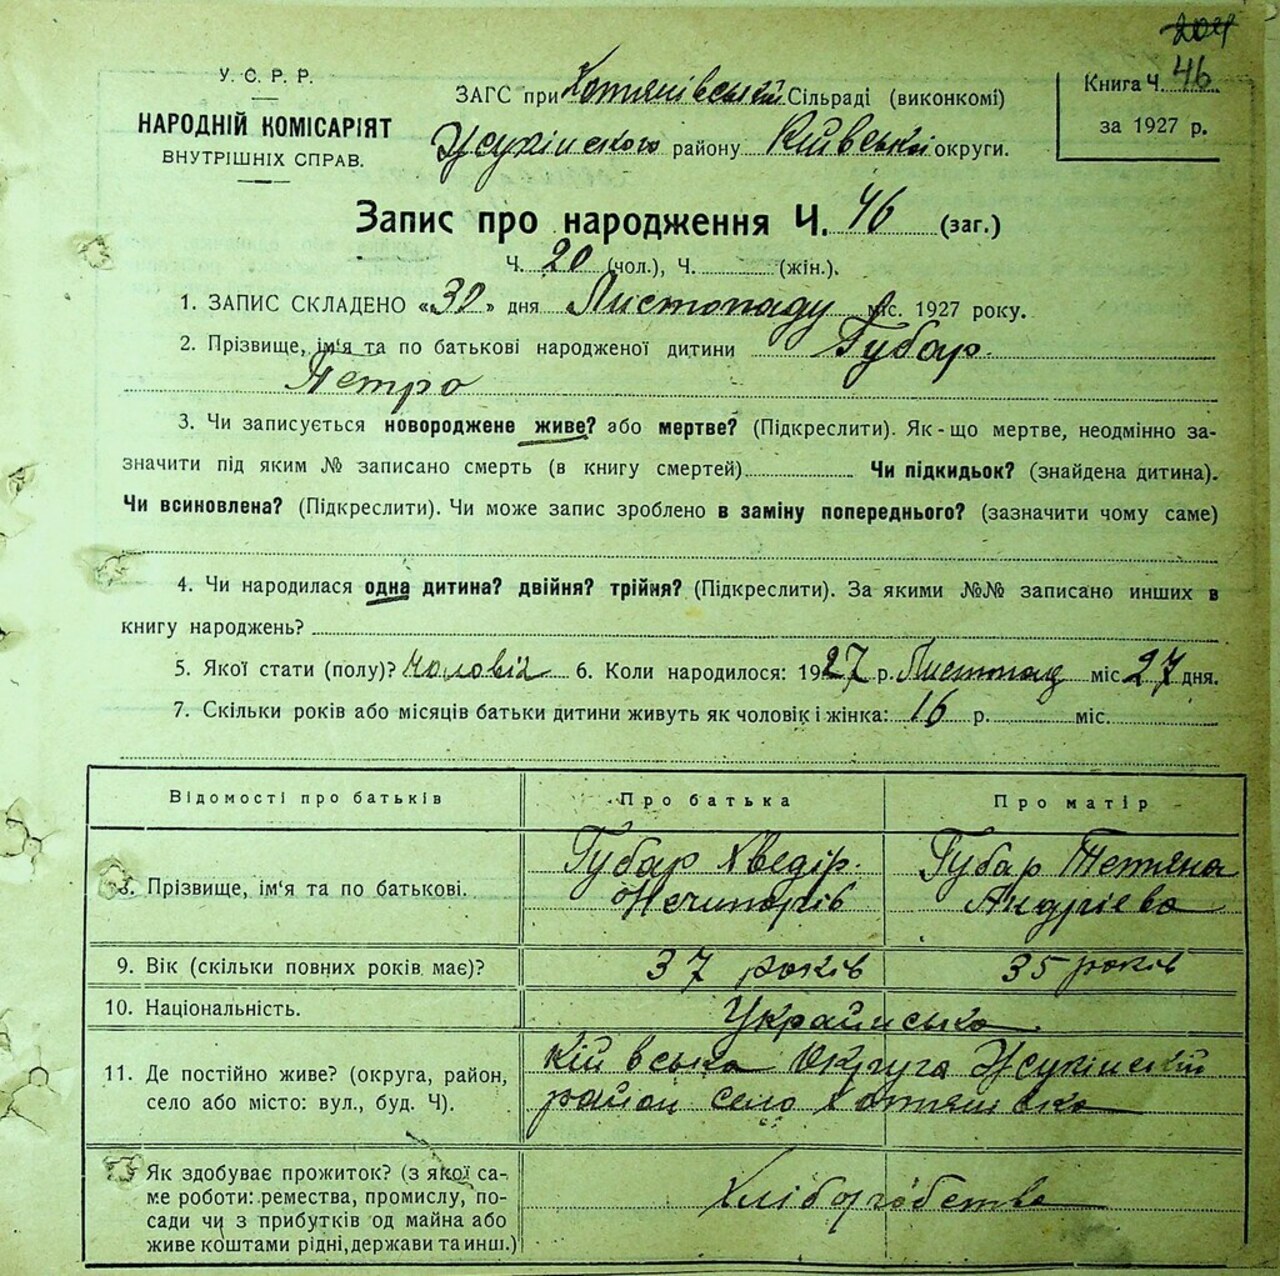 204
46
У. С. Р. Р.
НАРОДНІЙ КОМІСАРІЯТ
ВНУТРІШНІХ СПРАВ.
ЗАГС при Хотянівській Сільраді (виконкомі)
району Київської округи.
Книга Ч. 46
за 1927 р.
Запис про народження Ч. 46 (заг.)
Ч. 20 (чол.), Ч. (жін.).
1. ЗАПИС СКЛАДЕНО «30» дня Листопаду міс. 1927 року.
2. Прізвище, ім'я та по батькові народженої дитини Губар.
Петро
3. Чи записується новороджене живе? або мертве? (Підкреслити). Як-що мертве, неодмінно за-
значити під яким № записано смерть (в книгу смертей) Чи підкидьок? (знайдена дитина).
Чи всиновлена? (Підкреслити). Чи може запис зроблено в заміну попереднього? (зазначити чому саме)
4. Чи народилася одна дитина? двійня? трійня? (Підкреслити). За якими №№ записано инших в
книгу народжень?
5. Якої стати (полу)? Чоловіч 6. Коли народилося: 1927 р. Листопад міс 27 дня.
7. Скільки років або місяців батьки дитини живуть як чоловік і жінка: 16 р. міс.
Відомості про батьків Про батька Про матір
8. Прізвище, ім'я та по батькові. Губар Хведір. Губар Тетяна
Нечипорів Андрієва
9. Вік (скільки повних років має)? 37 років 35 років
10. Національність. Українська
11. Де постійно живе? (округа, район, Київська Округа
село або місто: вул., буд. Ч). район село Хотянівка
Як здобуває прожиток? (з якої са-
ме роботи: ремества, промислу, по-
сади чи з прибутків од майна або
живе коштами рідні, держави та инш.) Хліборобство